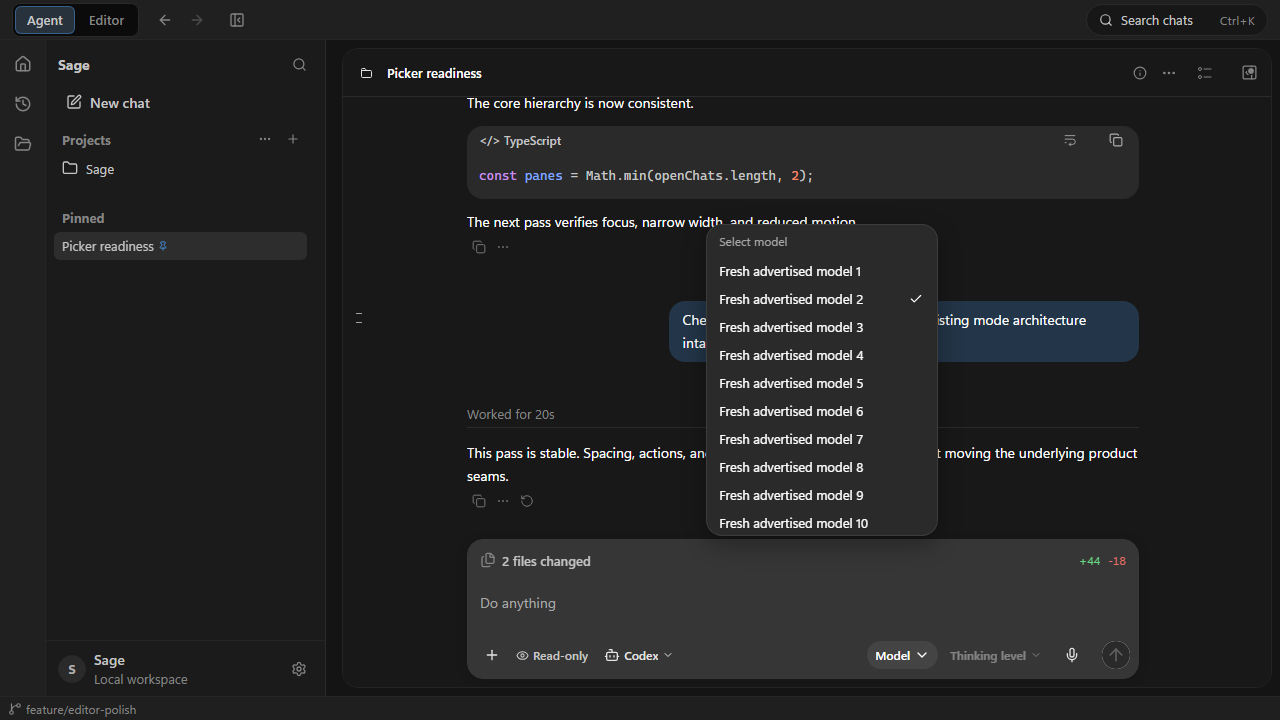 Agent
Editor
Search chats
Ctrl+K
Sage
New chat
Projects
Sage
Pinned
Picker readiness
Sage
S
Local workspace
feature/editor-polish
Picker readiness
The core hierarchy is now consistent.
</> TypeScript
const panes = Math.min(openChats.length, 2);
The next pass verifies focus, narrow width, and reduced motion
Select model
Fresh advertised model 1
Fresh advertised model 2
Fresh advertised model 3
Fresh advertised model 4
Fresh advertised model 5
Fresh advertised model 6
Fresh advertised model 7
Fresh advertised model 8
Fresh advertised model 9
Fresh advertised model 10
mode architecture
Worked for 20s
This pass is stable. Spacing, actions,
moving the underlying product
seams.
2 files changed
+44 -18
Do anything
Read-only
Codex
Model
Thinking level